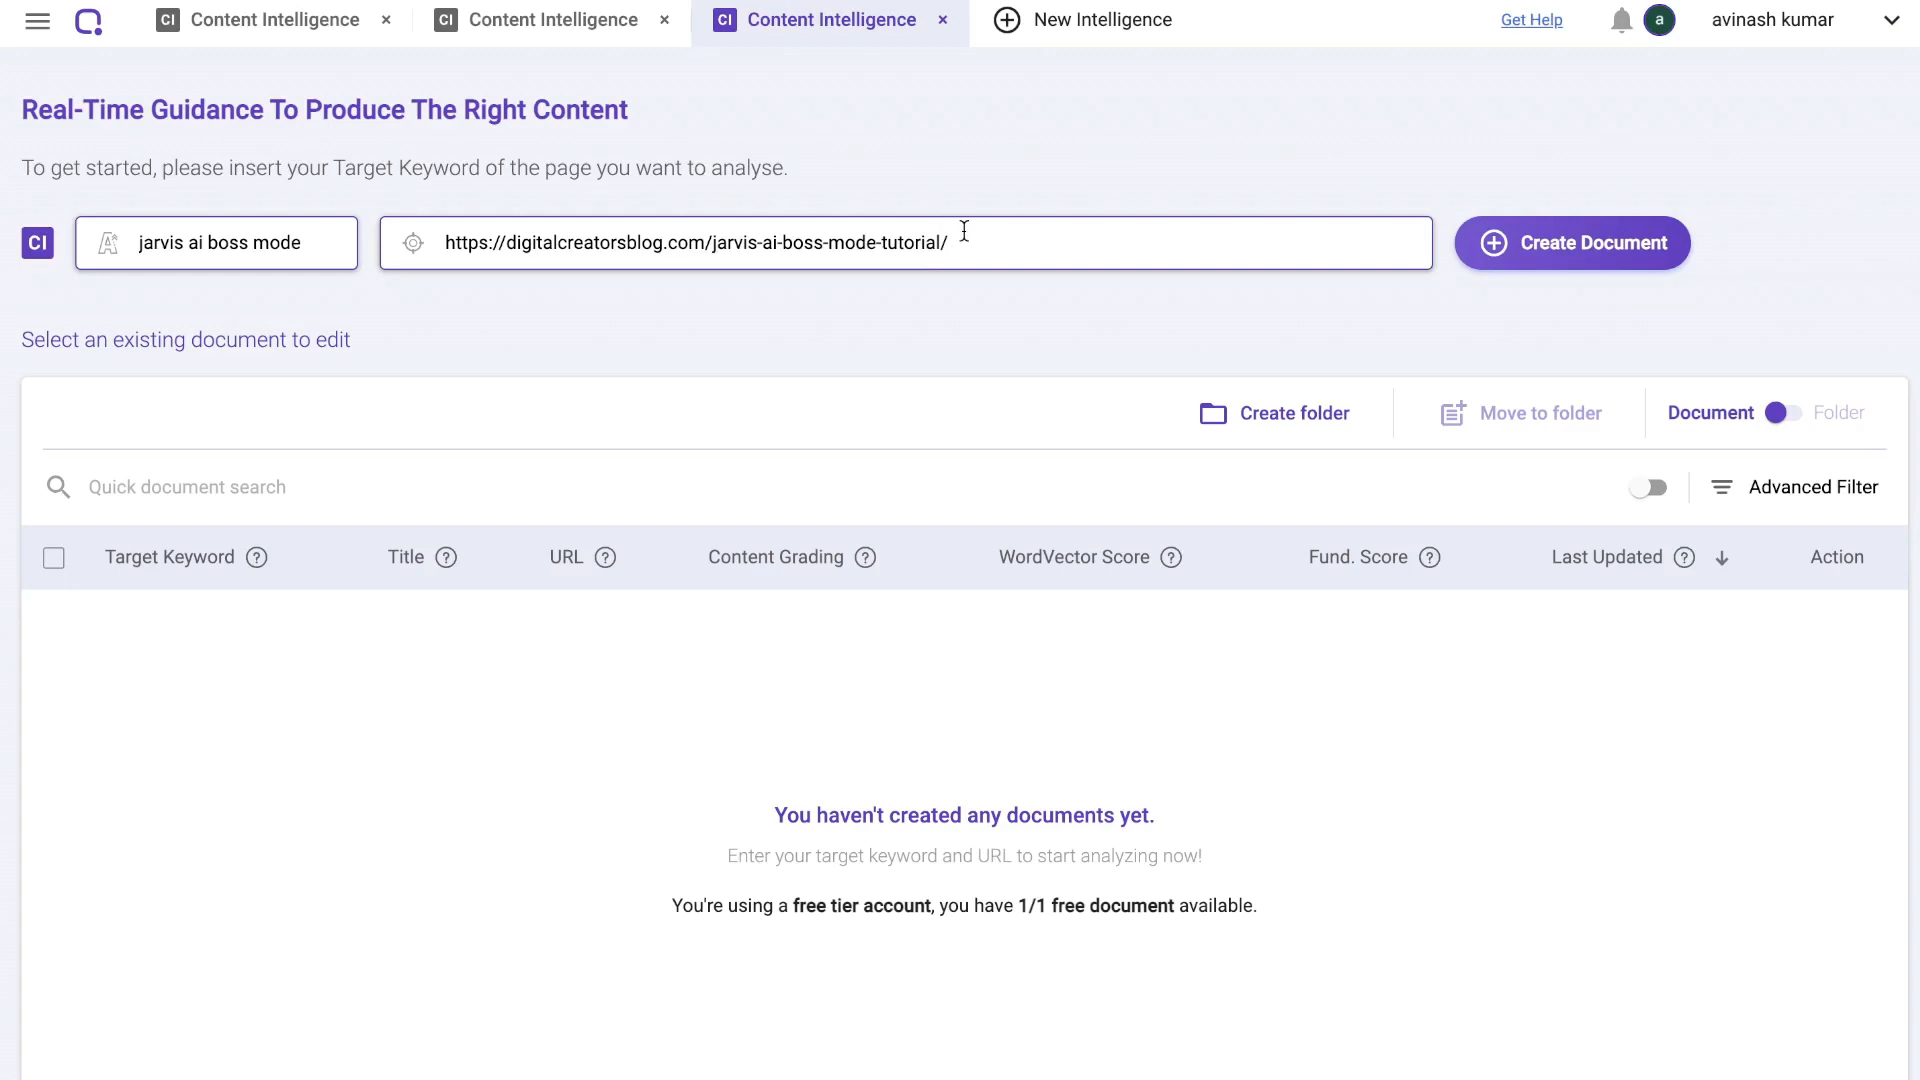 CI Content Intelligence × CI Content Intelligence × CI Content Intelligence × New Intelligence Get Help a avinash kumar
Real-Time Guidance To Produce The Right Content
To get started, please insert your Target Keyword of the page you want to analyse.
CI jarvis ai boss mode https://digitalcreatorsblog.com/jarvis-ai-boss-mode-tutorial/ Create Document
Select an existing document to edit
Create folder Move to folder Document Folder
Quick document search Advanced Filter
Target Keyword ? Title ? URL ? Content Grading ? WordVector Score ? Fund. Score ? Last Updated ? Action
You haven't created any documents yet.
Enter your target keyword and URL to start analyzing now!
You're using a free tier account, you have 1/1 free document available.